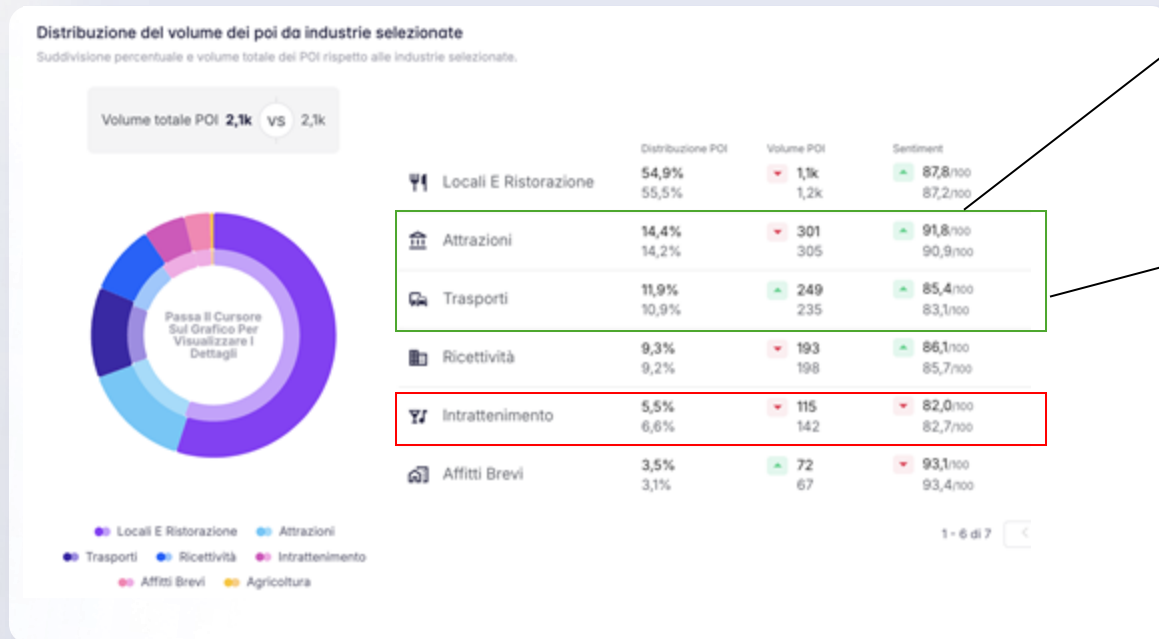 Distribuzione del volume dei poi da industrie selezionate
Suddivisione percentuale e volume totale dei POI rispetto alle industrie selezionate.
Volume totale POI 2,1k vs 2,1k
Distribuzione POI Volume POI Sentiment
Locali E Ristorazione 54,9% 1,1k 87,8/100
55,5% 1,2k 87,2/100
Attrazioni 14,4% 301 91,8/100
14,2% 305 90,9/100
Trasporti 11,9% 249 85,4/100
10,9% 235 83,1/100
Ricettività 9,3% 193 86,1/100
9,2% 198 85,7/100
Intrattenimento 5,5% 115 82,0/100
6,6% 142 82,7/100
Affitti Brevi 3,5% 72 93,1/100
3,1% 67 93,4/100
1 - 6 di 7
Passa Il Cursore
Sul Grafico Per
Visualizzare I
Dettagli
Locali E Ristorazione Attrazioni
Trasporti Ricettività Intrattenimento
Affitti Brevi Agricoltura